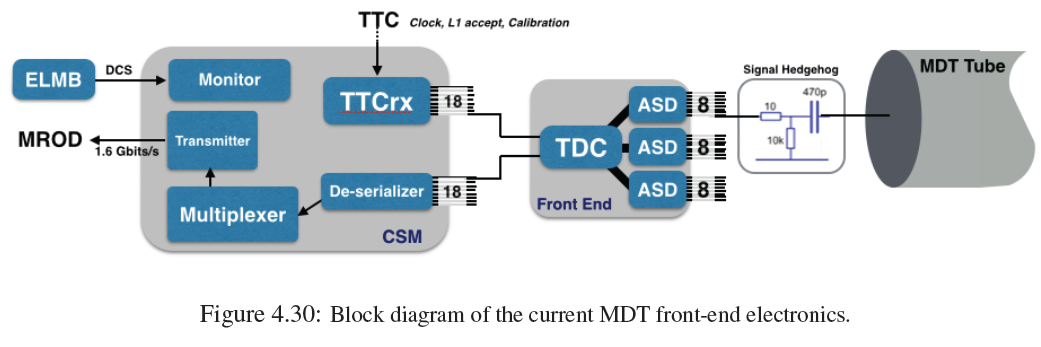 TTC Clock, L1 accept, Calibration
ELMB
DCS
Monitor
TTCrx
18
MROD
1.6 Gbits/s
Transmitter
Multiplexer
De-serializer
18
CSM
TDC
ASD
8
ASD
8
ASD
8
Front End
Signal Hedgehog
10
470p
10k
MDT Tube
Figure 4.30: Block diagram of the current MDT front-end electronics.